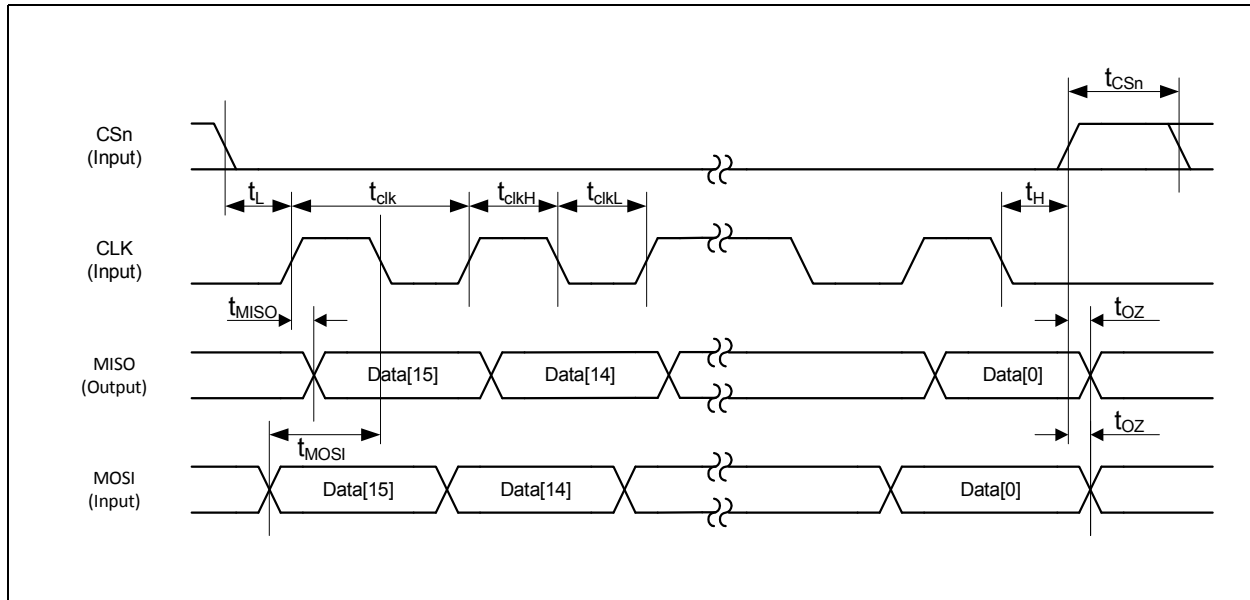 tCSn
CSn
(Input)
tL
tclk
tclkH
tclkL
tH
CLK
(Input)
tMISO
tOZ
MISO
(Output)
Data[15]
Data[14]
Data[0]
tMOSI
tOZ
MOSI
(Input)
Data[15]
Data[14]
Data[0]